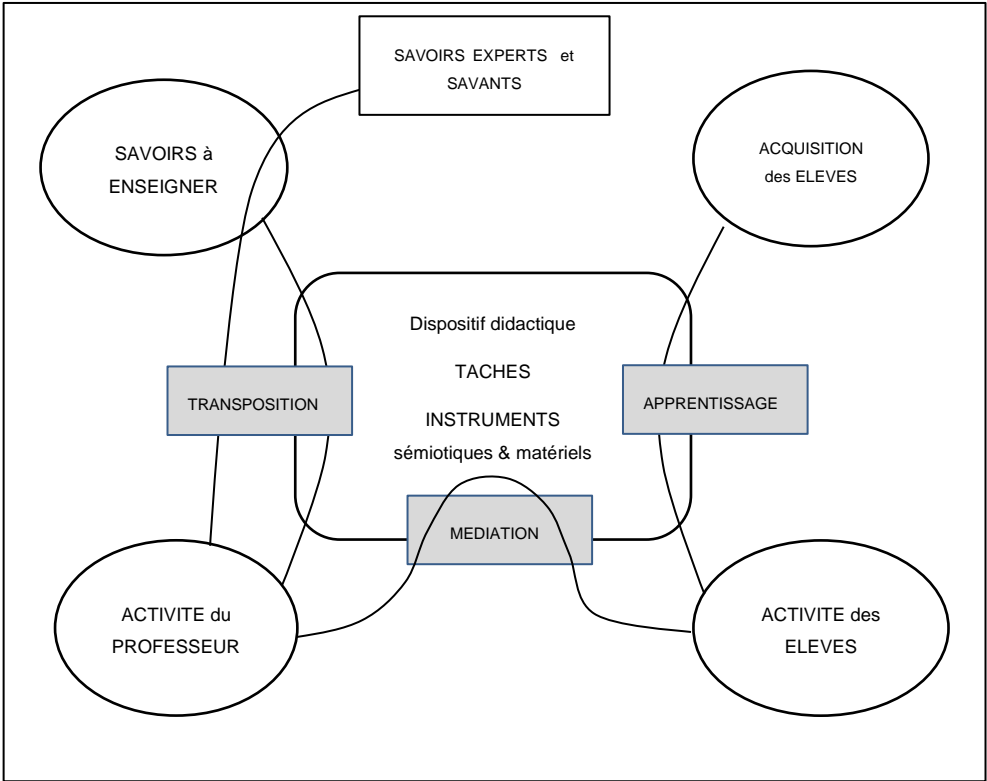 SAVOIRS EXPERTS et
SAVANTS
SAVOIRS à
ENSEIGNER
ACQUISITION
des ELEVES
Dispositif didactique
TACHES
INSTRUMENTS
sémiotiques & matériels
TRANSPOSITION
APPRENTISSAGE
MEDIATION
ACTIVITE du
PROFESSEUR
ACTIVITE des
ELEVES